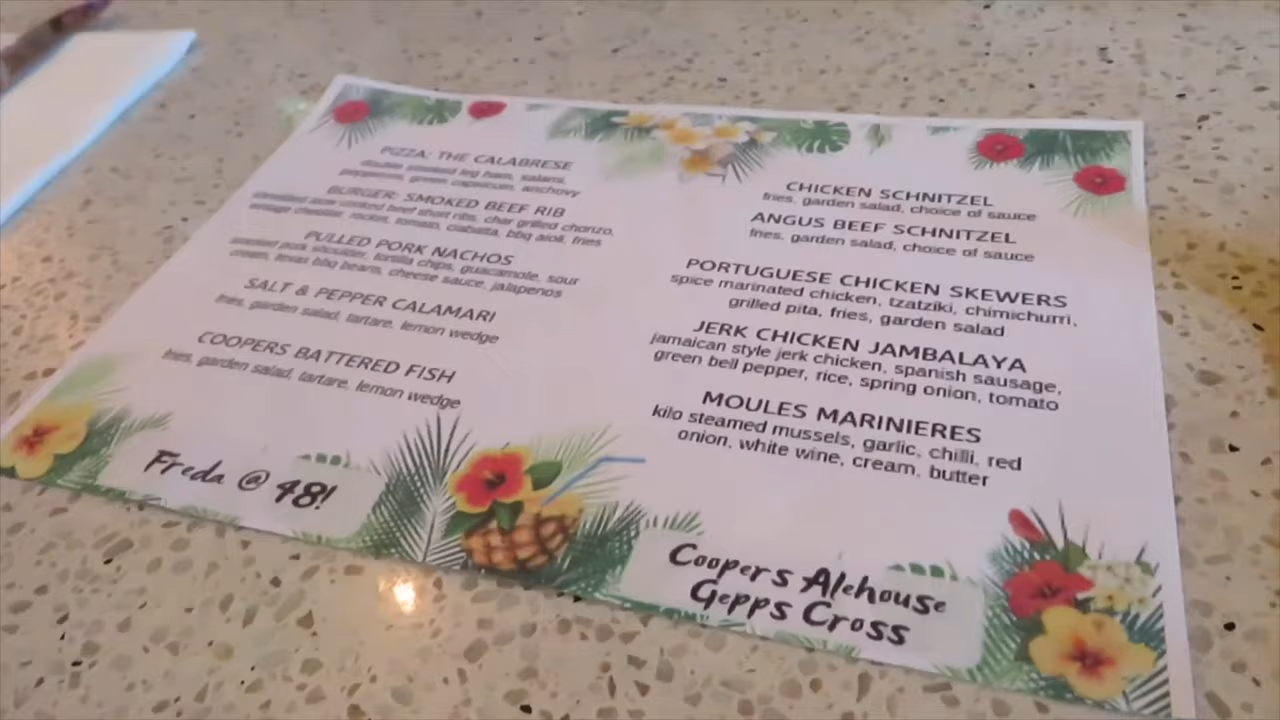 PIZZA: THE CALABRESE
double smoked leg ham, salami,
pepperoni, green capsicum, anchovy
BURGER: SMOKED BEEF RIB
slow cooked beef short ribs, char grilled chorizo,
vintage cheddar, rocket, tomato, ciabatta, bbq aioli, fries
PULLED PORK NACHOS
smoked pork shoulder, tortilla chips, guacamole, sour
cream, texas bbq beans, cheese sauce, jalapenos
SALT & PEPPER CALAMARI
fries, garden salad, tartare, lemon wedge
COOPERS BATTERED FISH
fries, garden salad, tartare, lemon wedge
Freda @ 48!
CHICKEN SCHNITZEL
fries, garden salad, choice of sauce
ANGUS BEEF SCHNITZEL
fries, garden salad, choice of sauce
PORTUGUESE CHICKEN SKEWERS
spice marinated chicken, tzatziki, chimichurri,
grilled pita, fries, garden salad
JERK CHICKEN JAMBALAYA
jamaican style jerk chicken, spanish sausage,
green bell pepper, rice, spring onion, tomato
MOULES MARINIERES
kilo steamed mussels, garlic, chilli, red
onion, white wine, cream, butter
Coopers Alehouse
Gepps Cross